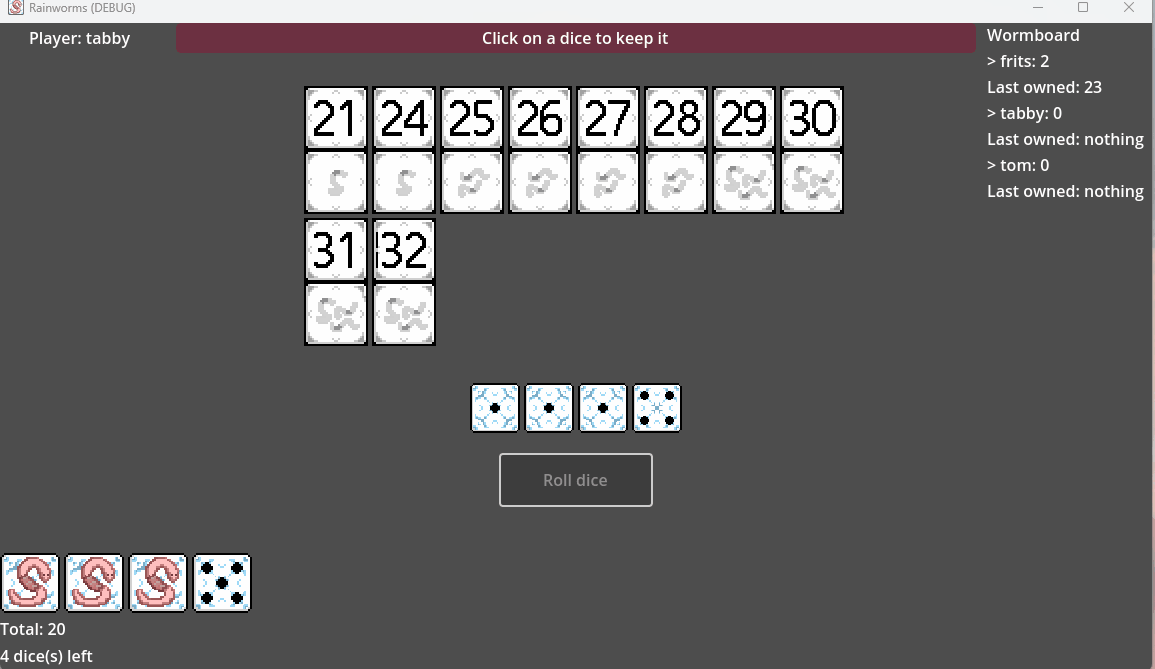 Rainworms (DEBUG)
Player: tabby
Click on a dice to keep it
Wormboard
> frits: 2
Last owned: 23
> tabby: 0
Last owned: nothing
> tom: 0
Last owned: nothing
21 24 25 26 27 28 29 30
31 32
Roll dice
Total: 20
4 dice(s) left